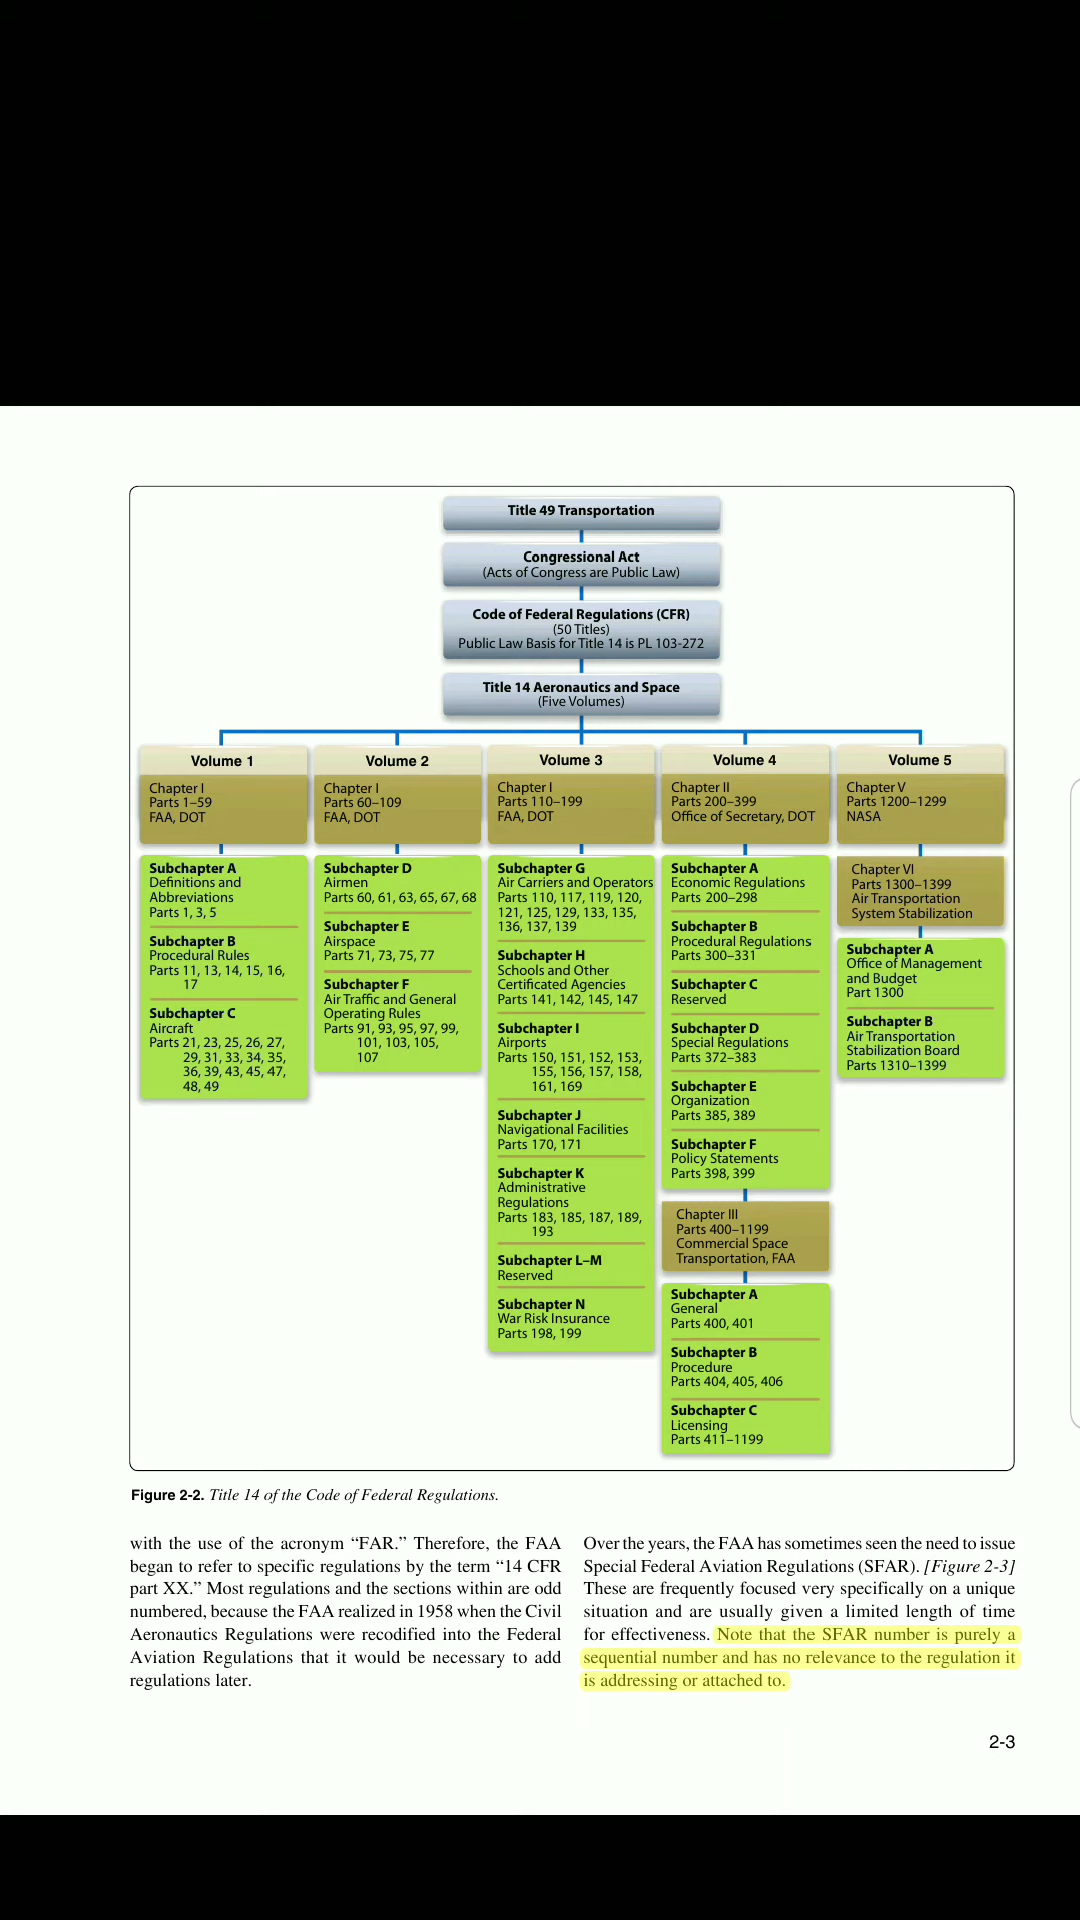 Title 49 Transportation
Congressional Act
(Acts of Congress are Public Law)
Code of Federal Regulations (CFR)
(50 Titles)
Public Law Basis for Title 14 is PL 103-272
Title 14 Aeronautics and Space
(Five Volumes)
Volume 1
Chapter I
Parts 1–59
FAA, DOT
Subchapter A
Definitions and
Abbreviations
Parts 1, 3, 5
Subchapter B
Procedural Rules
Parts 11, 13, 14, 15, 16,
17
Subchapter C
Aircraft
Parts 21, 23, 25, 26, 27,
29, 31, 33, 34, 35,
36, 39, 43, 45, 47,
48, 49
Volume 2
Chapter I
Parts 60–109
FAA, DOT
Subchapter D
Airmen
Parts 60, 61, 63, 65, 67, 68
Subchapter E
Airspace
Parts 71, 73, 75, 77
Subchapter F
Air Traffic and General
Operating Rules
Parts 91, 93, 95, 97, 99,
101, 103, 105,
107
Volume 3
Chapter I
Parts 110–199
FAA, DOT
Subchapter G
Air Carriers and Operators
Parts 110, 117, 119, 120,
121, 125, 129, 133, 135,
136, 137, 139
Subchapter H
Schools and Other
Certificated Agencies
Parts 141, 142, 145, 147
Subchapter I
Airports
Parts 150, 151, 152, 153,
155, 156, 157, 158,
161, 169
Subchapter J
Navigational Facilities
Parts 170, 171
Subchapter K
Administrative
Regulations
Parts 183, 185, 187, 189,
193
Subchapter L–M
Reserved
Subchapter N
War Risk Insurance
Parts 198, 199
Volume 4
Chapter II
Parts 200–399
Office of Secretary, DOT
Subchapter A
Economic Regulations
Parts 200–298
Subchapter B
Procedural Regulations
Parts 300–331
Subchapter C
Reserved
Subchapter D
Special Regulations
Parts 372–383
Subchapter E
Organization
Parts 385, 389
Subchapter F
Policy Statements
Parts 398, 399
Chapter III
Parts 400–1199
Commercial Space
Transportation, FAA
Subchapter A
General
Parts 400, 401
Subchapter B
Procedure
Parts 404, 405, 406
Subchapter C
Licensing
Parts 411–1199
Volume 5
Chapter V
Parts 1200–1299
NASA
Chapter VI
Parts 1300–1399
Air Transportation
System Stabilization
Subchapter A
Office of Management
and Budget
Part 1300
Subchapter B
Air Transportation
Stabilization Board
Parts 1310–1399
Figure 2-2. Title 14 of the Code of Federal Regulations.
with the use of the acronym “FAR.” Therefore, the FAA
began to refer to specific regulations by the term “14 CFR
part XX.” Most regulations and the sections within are odd
numbered, because the FAA realized in 1958 when the Civil
Aeronautics Regulations were recodified into the Federal
Aviation Regulations that it would be necessary to add
regulations later.
Over the years, the FAA has sometimes seen the need to issue
Special Federal Aviation Regulations (SFAR). [Figure 2-3]
These are frequently focused very specifically on a unique
situation and are usually given a limited length of time
for effectiveness. Note that the SFAR number is purely a
sequential number and has no relevance to the regulation it
is addressing or attached to.
2-3